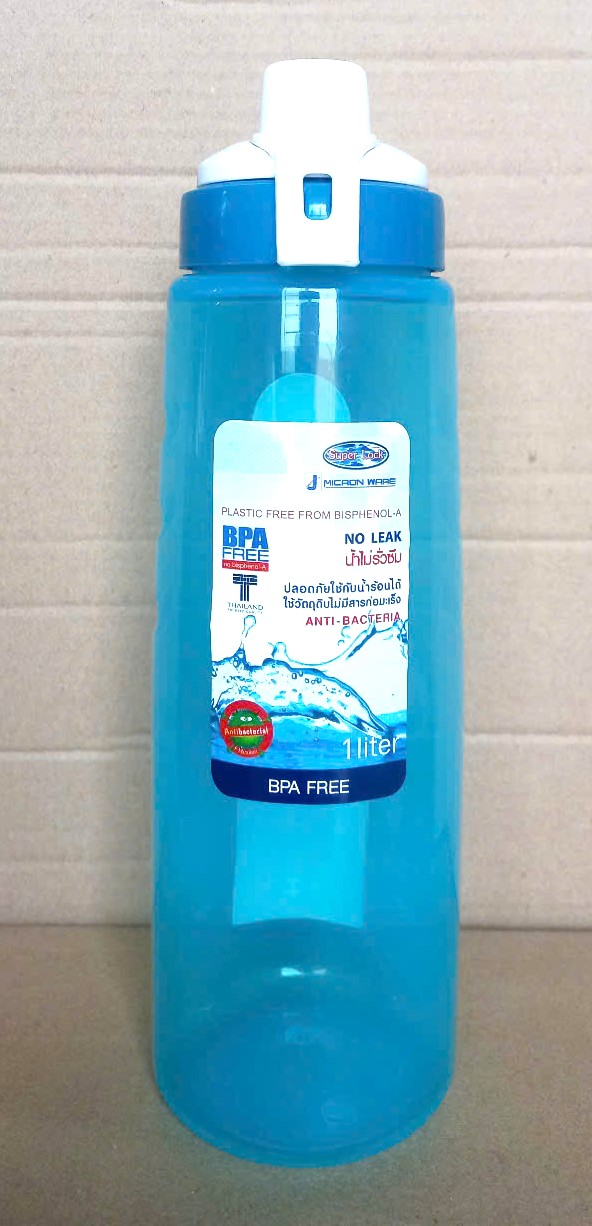 Super Lock
MICRON WARE
PLASTIC FREE FROM BISPHENOL-A
BPA
FREE
no bisphenol-A
NO LEAK
น้ำไม่รั่วซึม
T
THAILAND
ปลอดภัยใช้กับน้ำร้อนได้
ใช้วัตถุดิบไม่มีสารก่อมะเร็ง
ANTI-BACTERIA
Antibacterial
1liter
BPA FREE